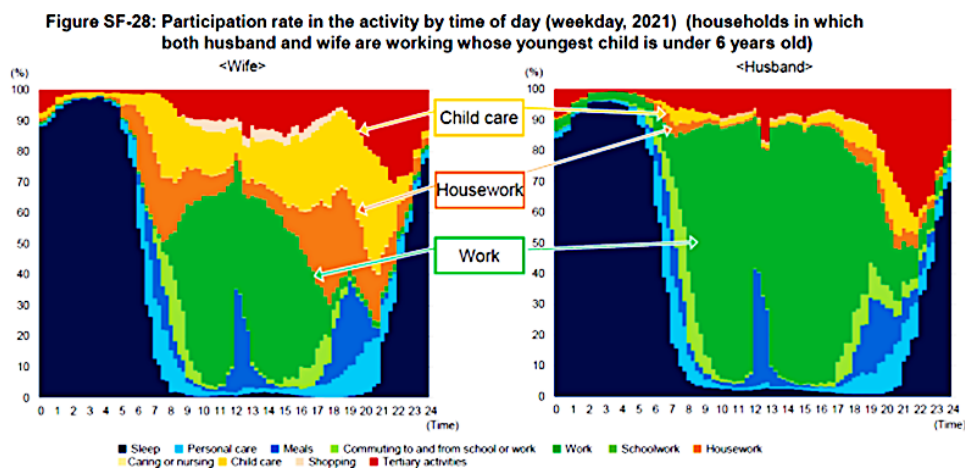 Figure SF-28: Participation rate in the activity by time of day (weekday, 2021) (households in which
both husband and wife are working whose youngest child is under 6 years old)
<Wife>
<Husband>
(%)
100
90
80
70
60
50
40
30
20
10
0
0 1 2 3 4 5 6 7 8 9 10 11 12 13 14 15 16 17 18 19 20 21 22 23 24
(Time)
Child care
Housework
Work
(%)
100
90
80
70
60
50
40
30
20
10
0
0 1 2 3 4 5 6 7 8 9 10 11 12 13 14 15 16 17 18 19 20 21 22 23 24
(Time)
Sleep Personal care Meals Commuting to and from school or work Work Schoolwork Housework
Caring or nursing Child care Shopping Tertiary activities